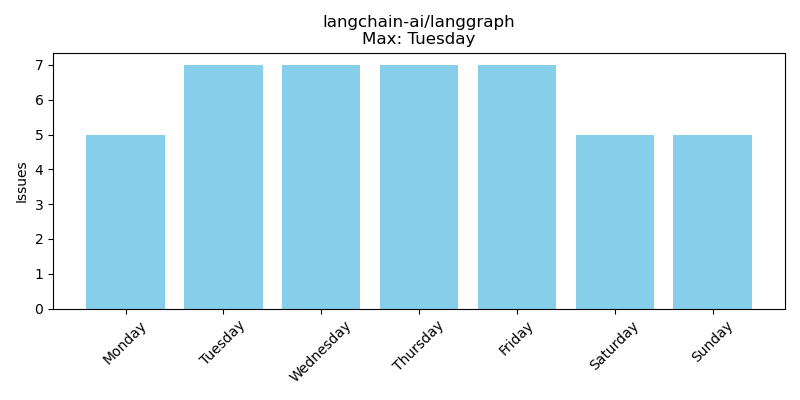 langchain-ai/langgraph
Max: Tuesday
Issues
7
6
5
4
3
2
1
0
Monday
Tuesday
Wednesday
Thursday
Friday
Saturday
Sunday